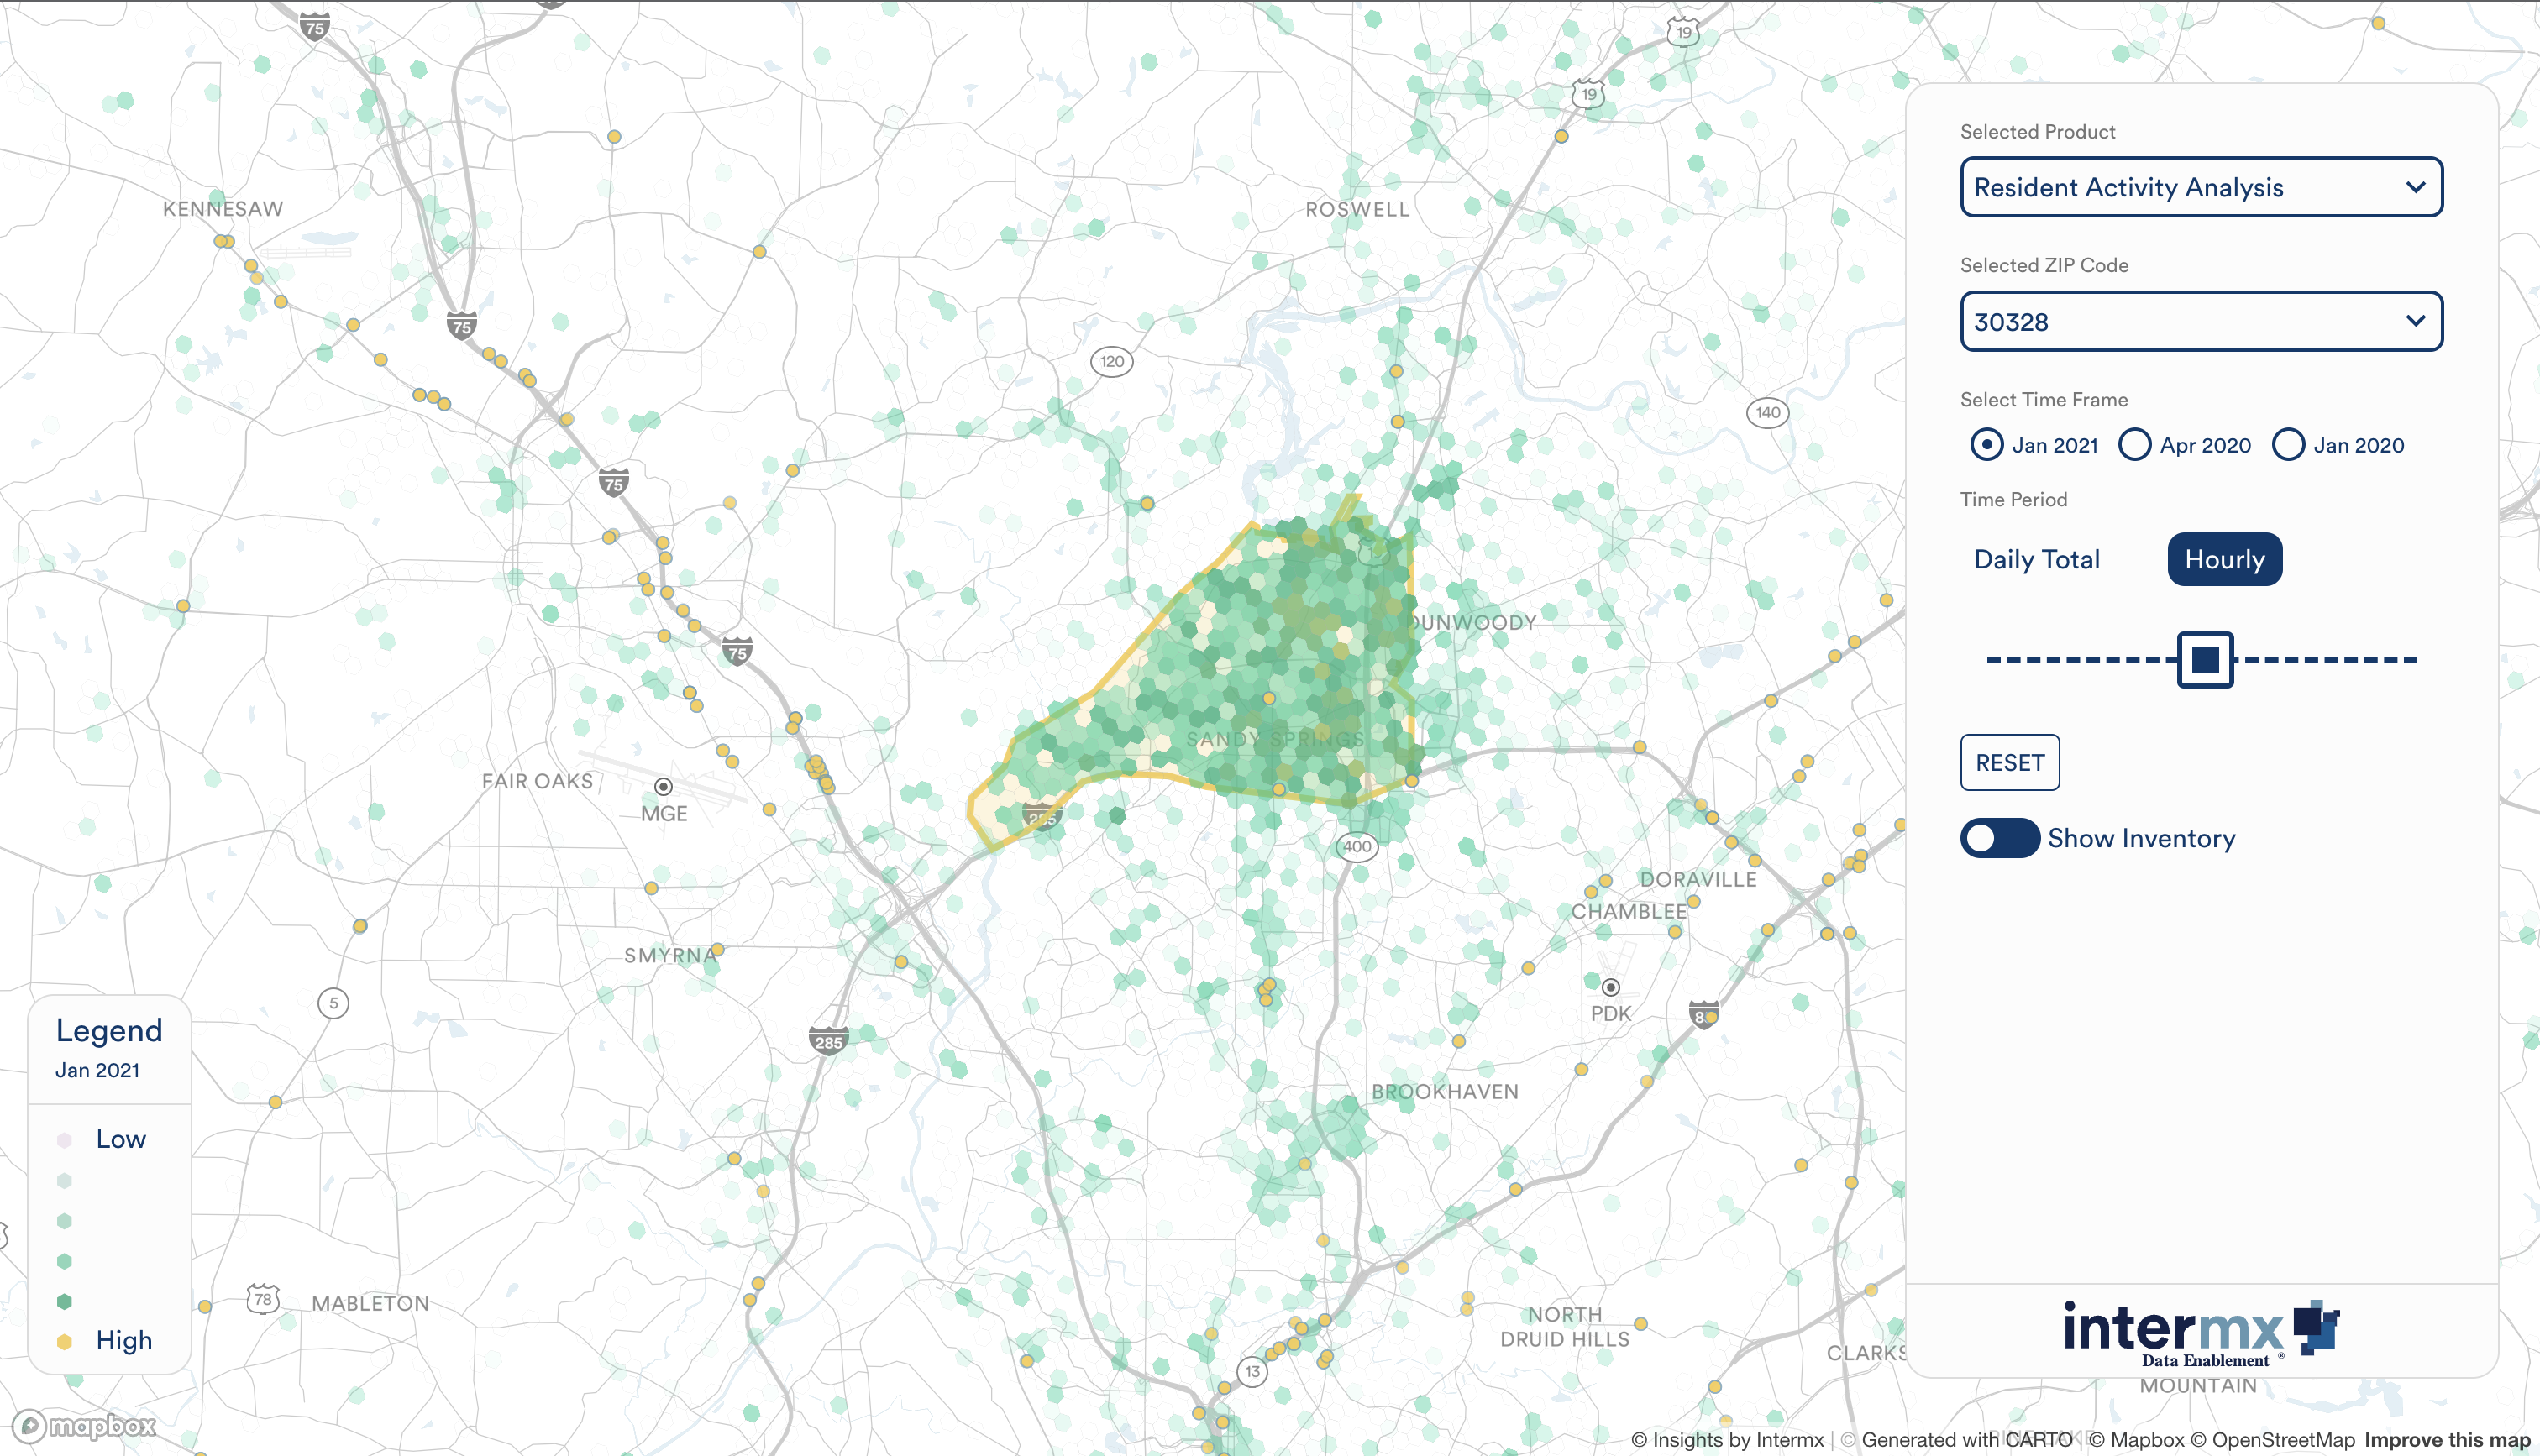 75
19
19
KENNESAW
ROSWELL
75
120
140
75
75
DUNWOODY
SANDY SPRINGS
FAIR OAKS
MGE
285
400
DORAVILLE
CHAMBLEE
SMYRNA
5
PDK
285
BROOKHAVEN
78
MABLETON
NORTH
DRUID HILLS
CLARKS
13
MOUNTAIN
Selected Product
Resident Activity Analysis
Selected ZIP Code
30328
Select Time Frame
Jan 2021
Apr 2020
Jan 2020
Time Period
Daily Total
Hourly
RESET
Show Inventory
intermx
Data Enablement ®
Legend
Jan 2021
Low
High
mapbox
© Insights by Intermx | © Generated with CARTO | © Mapbox © OpenStreetMap Improve this map